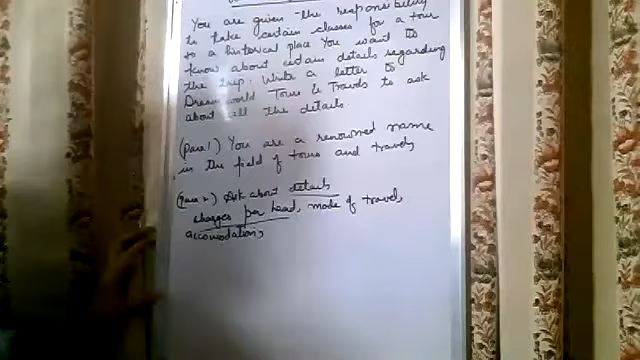 You are given the responsibility
to take certain classes for a tour
to a historical place You want to
know about certain details regarding
the trip. Write a letter to
Dreamworld Tours & Travels to ask
about all the details.
(Para 1) You are a renowned name
in the field of tours and travels
(Para 2) Ask about details
charges per head, mode of travel,
accomodation,